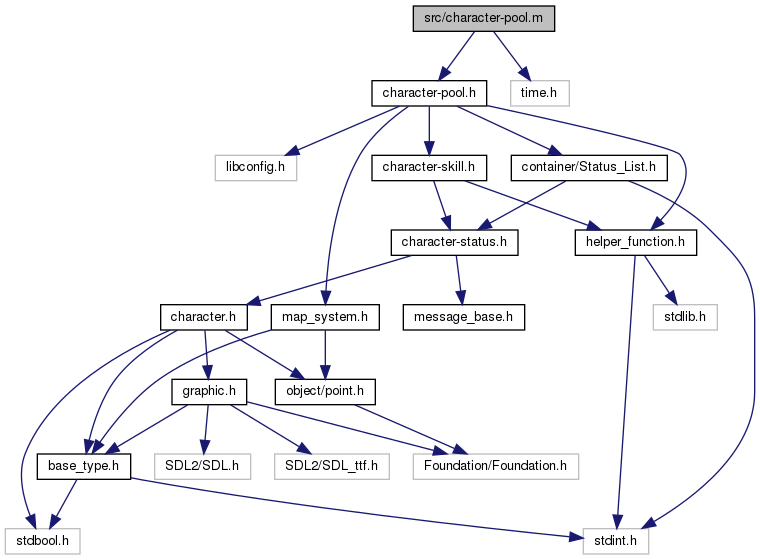 src/character-pool.m
character-pool.h
time.h
libconfig.h
character-skill.h
container/Status_List.h
character-status.h
helper_function.h
character.h
map_system.h
message_base.h
stdlib.h
graphic.h
object/point.h
base_type.h
SDL2/SDL.h
SDL2/SDL_ttf.h
Foundation/Foundation.h
stdbool.h
stdint.h